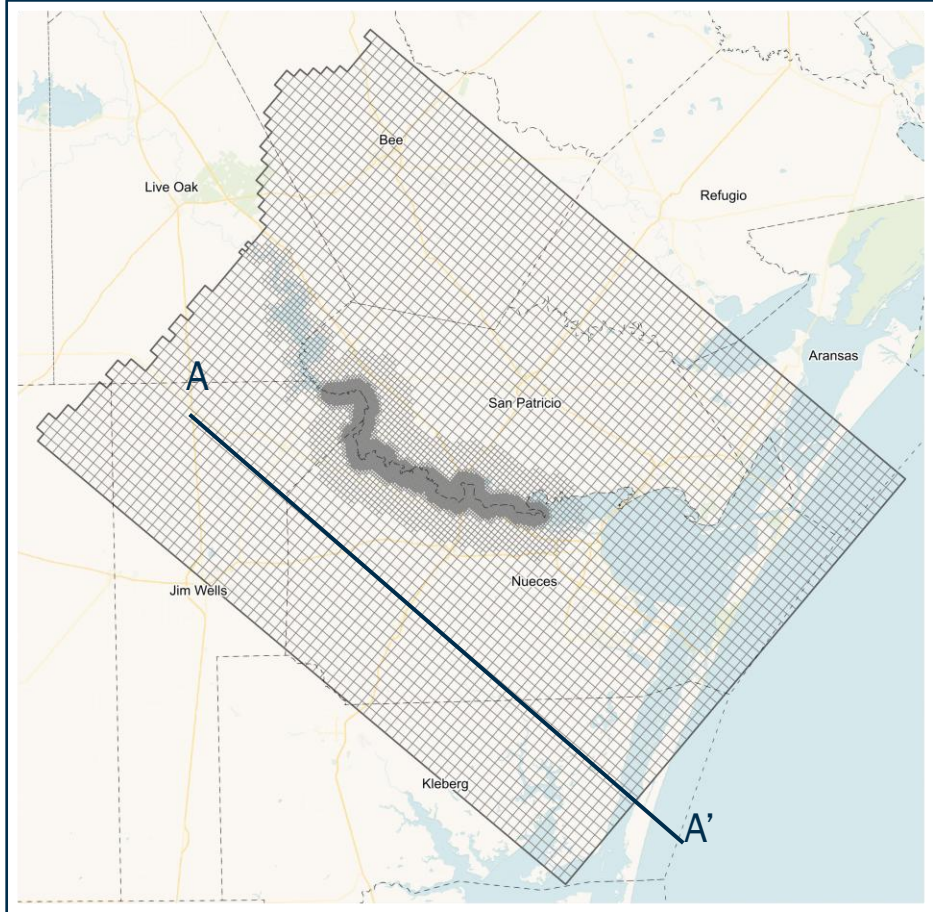 Bee
Live Oak
Refugio
Aransas
A
San Patricio
Nueces
Jim Wells
Kleberg
A’